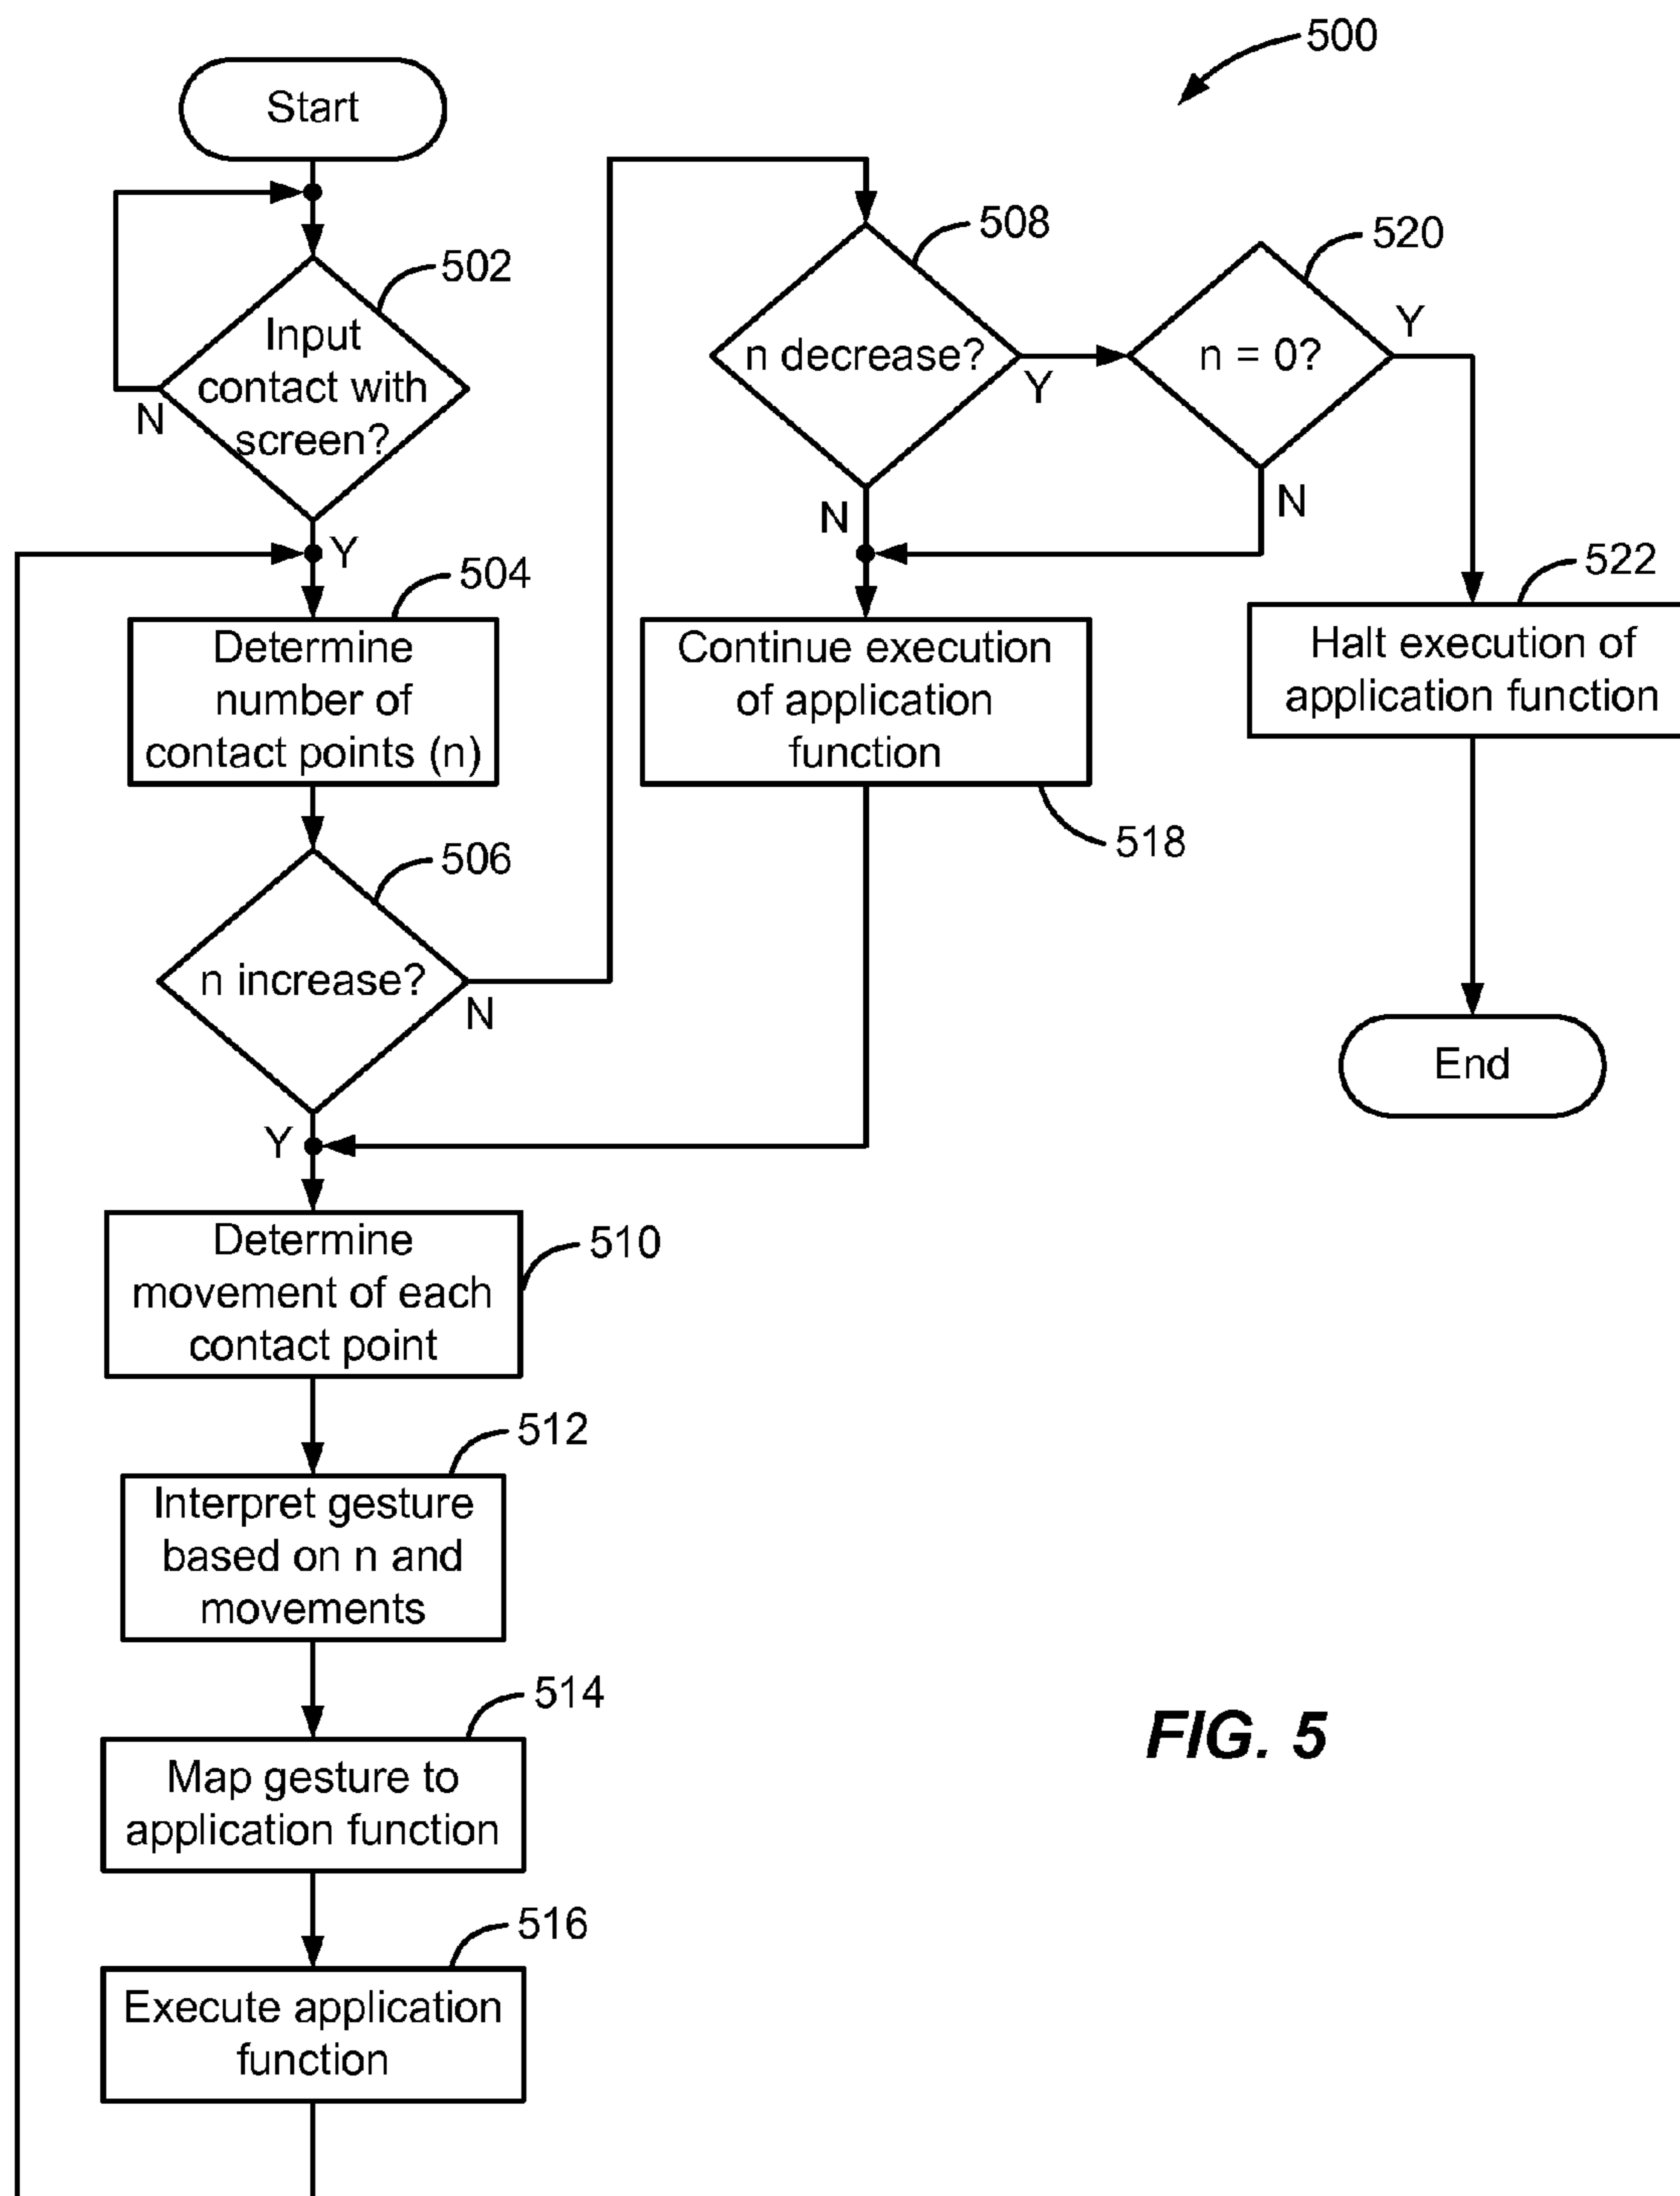 500
Start
502
Input
contact with
screen?
N
Y
504
Determine
number of
contact points (n)
506
n increase?
N
Y
508
n decrease?
Y
N
520
n = 0?
Y
N
Continue execution
of application
function
518
522
Halt execution of
application function
End
510
Determine
movement of each
contact point
512
Interpret gesture
based on n and
movements
514
Map gesture to
application function
516
Execute application
function
FIG. 5